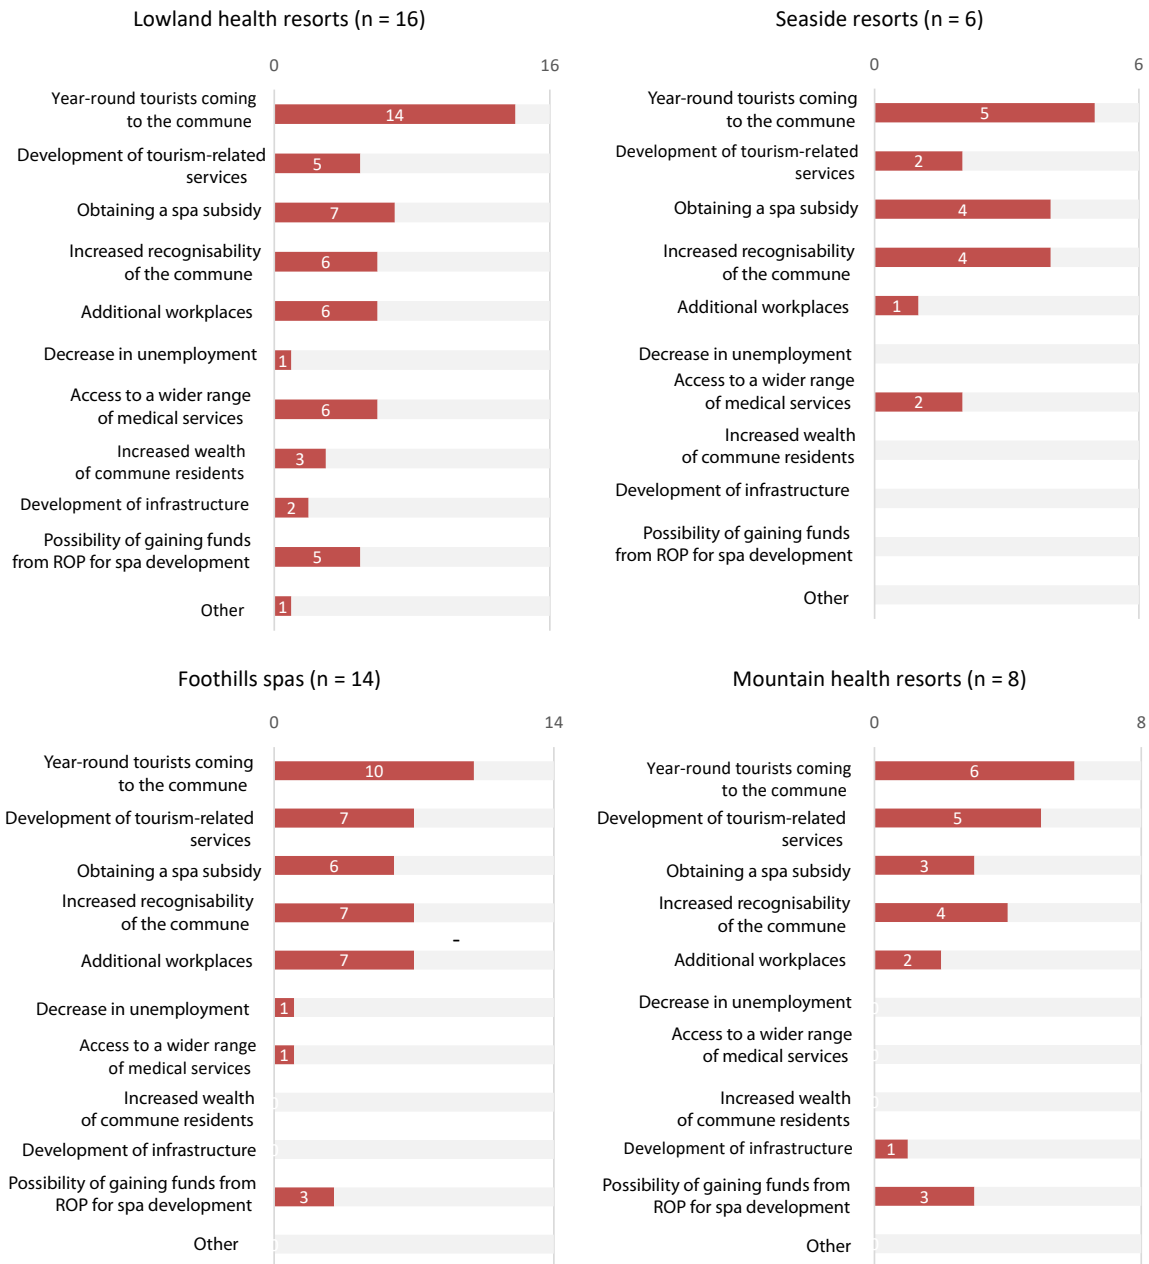 Lowland health resorts (n = 16)
0 16
Year-round tourists coming
to the commune
14
Development of tourism-related
services
5
Obtaining a spa subsidy
7
Increased recognisability
of the commune
6
Additional workplaces
6
Decrease in unemployment
1
Access to a wider range
of medical services
6
Increased wealth
of commune residents
3
Development of infrastructure
2
Possibility of gaining funds
from ROP for spa development
5
Other
1
Seaside resorts (n = 6)
0 6
Year-round tourists coming
to the commune
5
Development of tourism-related
services
2
Obtaining a spa subsidy
4
Increased recognisability
of the commune
4
Additional workplaces
1
Decrease in unemployment
Access to a wider range
of medical services
2
Increased wealth
of commune residents
Development of infrastructure
Possibility of gaining funds
from ROP for spa development
Other
Foothills spas (n = 14)
0 14
Year-round tourists coming
to the commune
10
Development of tourism-related
services
7
Obtaining a spa subsidy
6
Increased recognisability
of the commune
7
-
Additional workplaces
7
Decrease in unemployment
1
Access to a wider range
of medical services
1
Increased wealth
of commune residents
0
Development of infrastructure
0
Possibility of gaining funds from
ROP for spa development
3
Other
0
Mountain health resorts (n = 8)
0 8
Year-round tourists coming
to the commune
6
Development of tourism-related
services
5
Obtaining a spa subsidy
3
Increased recognisability
of the commune
4
Additional workplaces
2
Decrease in unemployment
0
Access to a wider range
of medical services
0
Increased wealth
of commune residents
0
Development of infrastructure
1
Possibility of gaining funds from
ROP for spa development
3
Other
0